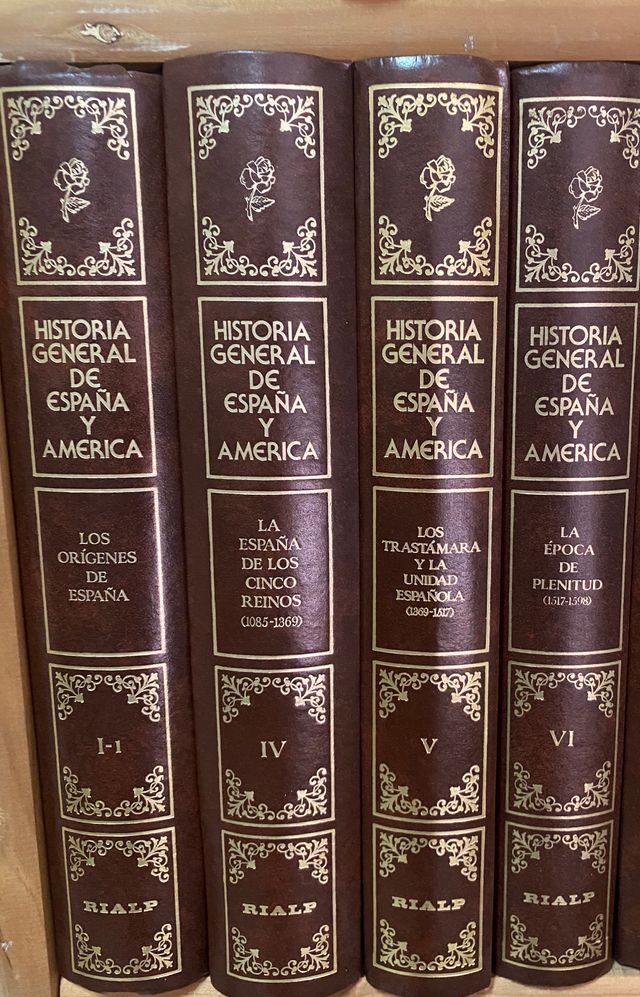 HISTORIA
GENERAL
DE
ESPAÑA
Y
AMERICA
LOS
ORÍGENES
DE
ESPAÑA
I-1
RIALP
HISTORIA
GENERAL
DE
ESPAÑA
Y
AMERICA
LA
ESPAÑA
DE LOS
CINCO
REINOS
(1085-1369)
IV
RIALP
HISTORIA
GENERAL
DE
ESPAÑA
Y
AMERICA
LOS
TRASTÁMARA
Y LA
UNIDAD
ESPAÑOLA
(1369-1517)
V
RIALP
HISTORIA
GENERAL
DE
ESPAÑA
Y
AMERICA
LA
ÉPOCA
DE
PLENITUD
(1517-1598)
VI
RIALP